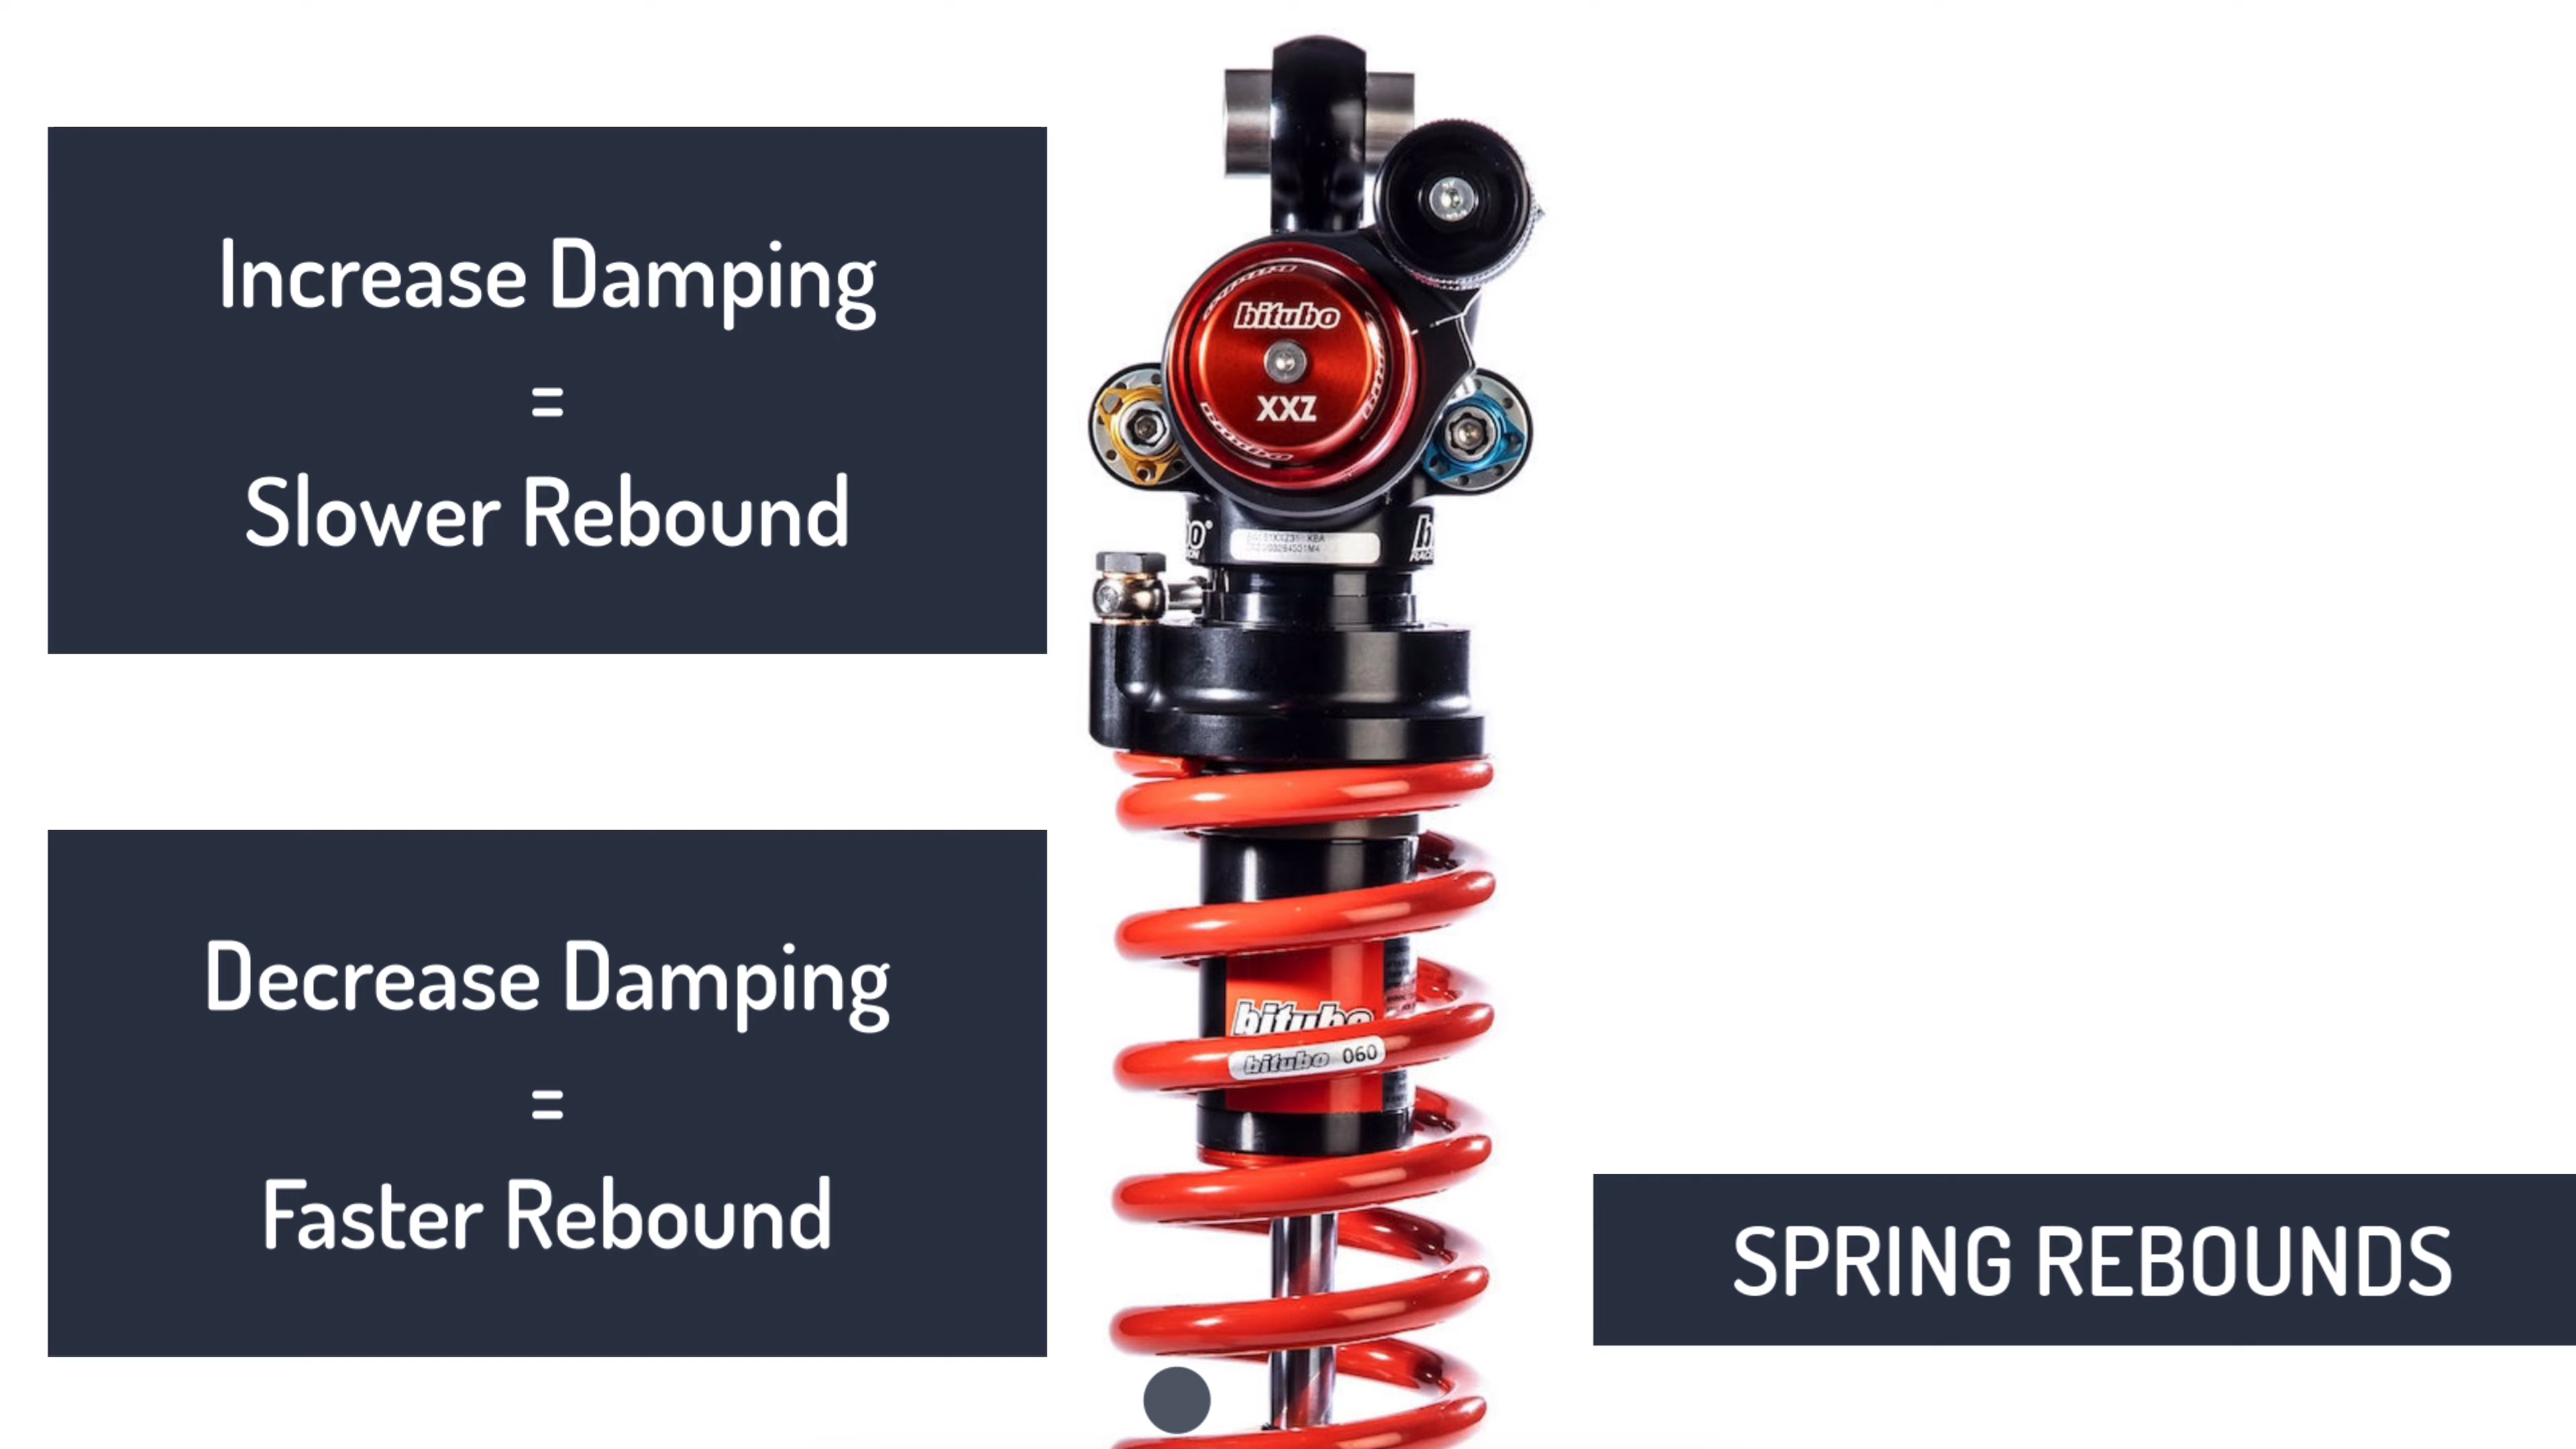 Increase Damping
=
Slower Rebound
Decrease Damping
=
Faster Rebound
bitubo
XXZ
bitubo
bitubo 060
SPRING REBOUNDS